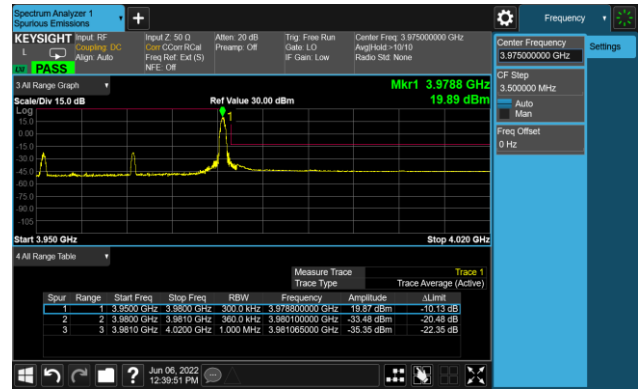 Spectrum Analyzer 1
Spurious Emissions
Frequency
KEYSIGHT Input: RF
Coupling: DC
Align: Auto
Input Z: 50 Ω
Corr CCorr RCal
Freq Ref: Ext (S)
NFE: Off
Atten: 20 dB
Preamp: Off
Trig: Free Run
Gate: LO
IF Gain: Low
Center Freq: 3.975000000 GHz
Avg|Hold:>10/10
Radio Std: None
L
PASS
Center Frequency
3.975000000 GHz
Settings
CF Step
3.500000 MHz
Auto
Man
Freq Offset
0 Hz
3 All Range Graph
Mkr1 3.9788 GHz
Scale/Div 15.0 dB
Ref Value 30.00 dBm
19.89 dBm
Log
15.0
0.00
-15.0
-30.0
-45.0
-60.0
-75.0
-90.0
-105
1
Start 3.950 GHz
Stop 4.020 GHz
4 All Range Table
Measure Trace Trace 1
Trace Type Trace Average (Active)
Spur Range Start Freq Stop Freq RBW Frequency Amplitude ΔLimit
1 1 3.9500 GHz 3.9800 GHz 300.0 kHz 3.978800000 GHz 19.87 dBm -10.13 dB
2 2 3.9800 GHz 3.9810 GHz 360.0 kHz 3.980100000 GHz -33.48 dBm -20.48 dB
3 3 3.9810 GHz 4.0200 GHz 1.000 MHz 3.981065000 GHz -35.35 dBm -22.35 dB
?
Jun 06, 2022
12:39:51 PM